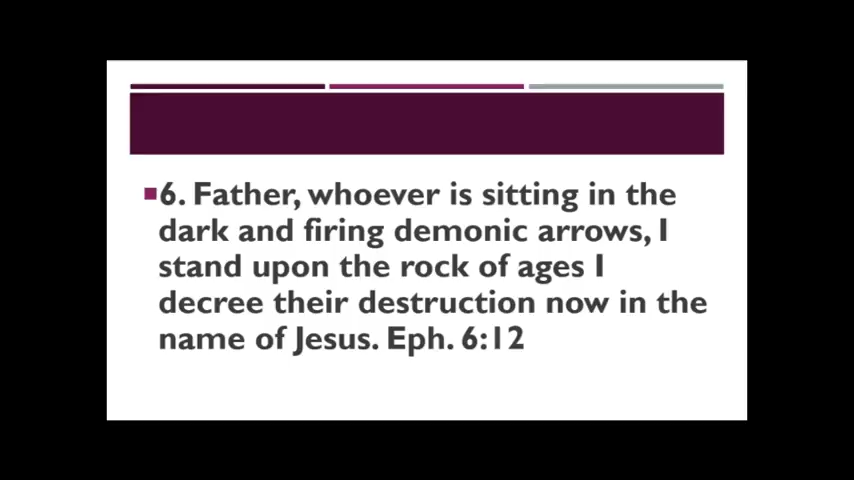 6. Father, whoever is sitting in the
dark and firing demonic arrows, I
stand upon the rock of ages I
decree their destruction now in the
name of Jesus. Eph. 6:12